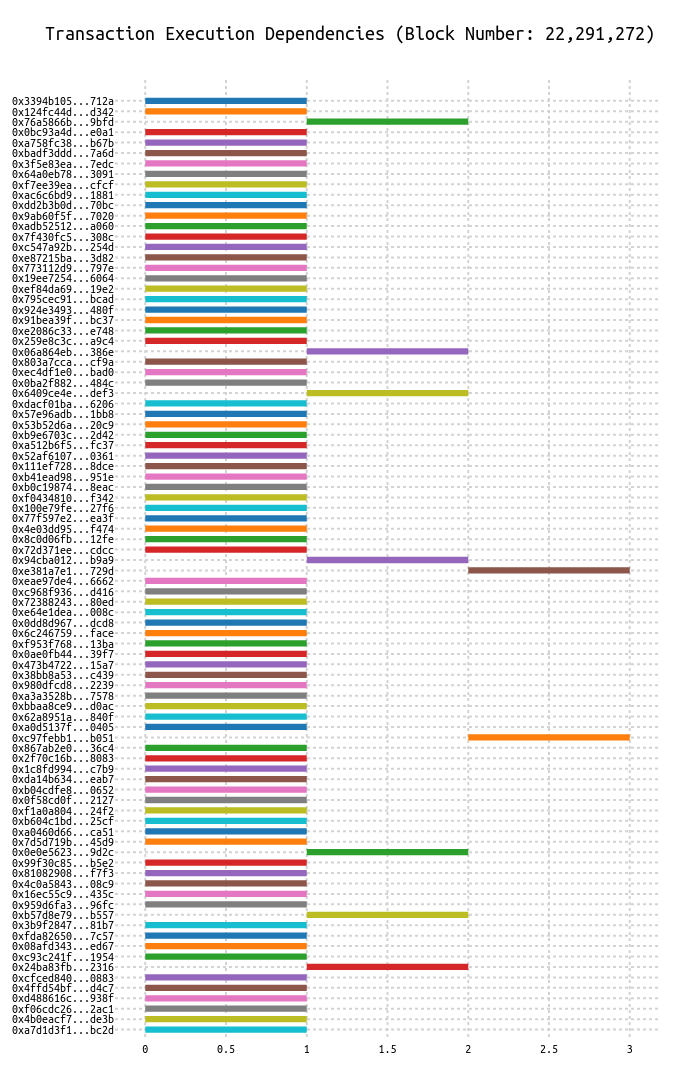 Transaction Execution Dependencies (Block Number: 22,291,272)
0x3394b105...712a
0x124fc44d...d342
0x76a5866b...9bfd
0x0bc93a4d...e0a1
0xa758fc38...b67b
0xbadf3ddd...7a6d
0x3f5e83ea...7edc
0x64a0eb78...3091
0xf7ee39ea...cfcf
0xac6c6bd9...1881
0xdd2b3b0d...70bc
0x9ab60f5f...7020
0xadb52512...a060
0x7f430fc5...308c
0xc547a92b...254d
0xe87215ba...3d82
0x773112d9...797e
0x19ee7254...6064
0xef84da69...19e2
0x795cec91...bcad
0x924e3493...480f
0x91bea39f...bc37
0xe2086c33...e748
0x259e8c3c...a9c4
0x06a864eb...386e
0x803a7cca...cf9a
0xec4df1e0...bad0
0x0ba2f882...484c
0x6409ce4e...def3
0xdacf01ba...6206
0x57e96adb...1bb8
0x53b52d6a...20c9
0xb9e6703c...2d42
0xa512b6f5...fc37
0x52af6107...0361
0x111ef728...8dce
0xb41ead98...951e
0xb0c19874...8eac
0xf0434810...f342
0x100e79fe...27f6
0x77f597e2...ea3f
0x4e03dd95...f474
0x8c0d06fb...12fe
0x72d371ee...cdcc
0x94cba012...b9a9
0xe381a7e1...729d
0xeae97de4...6662
0xc968f936...d416
0x72388243...80ed
0xe64e1dea...008c
0x0dd8d967...dcd8
0x6c246759...face
0xf953f768...13ba
0x0ae0fb44...39f7
0x473b4722...15a7
0x38bb8a53...c439
0x980dfcd8...2239
0xa3a3528b...7578
0xbbaa8ce9...d0ac
0x62a8951a...840f
0xa0d5137f...0405
0xc97febb1...b051
0x867ab2e0...36c4
0x2f70c16b...8083
0x1c8fd994...c7b9
0xda14b634...eab7
0xb04cdfe8...0652
0x0f58cd0f...2127
0xf1a0a804...24f2
0xb604c1bd...25cf
0xa0460d66...ca51
0x7d5d719b...45d9
0x0e0e5623...9d2c
0x99f30c85...b5e2
0x81082908...f7f3
0x4c0a5843...08c9
0x16ec55c9...435c
0x959d6fa3...96fc
0xb57d8e79...b557
0x3b9f2847...81b7
0xfda82650...7c57
0x08afd343...ed67
0xc93c241f...1954
0x24ba83fb...2316
0xcfced840...0883
0x4ffd54bf...d4c7
0xd488616c...938f
0xf06cdc26...2ac1
0x4b0eacf7...de3b
0xa7d1d3f1...bc2d
0 0.5 1 1.5 2 2.5 3